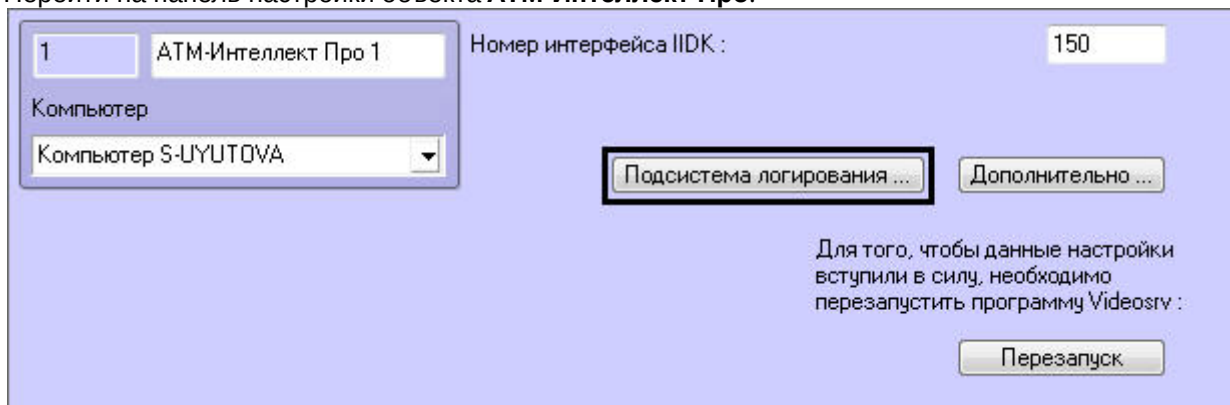 Перейти на панель настройки объекта АТМ-Интеллект Про.
1
АТМ-Интеллект Про 1
Номер интерфейса IIDK :
150
Компьютер
Компьютер S-UYUTOVA
Подсистема логирования ...
Дополнительно ...
Для того, чтобы данные настройки
вступили в силу, необходимо
перезапустить программу Videosrv :
Перезапуск